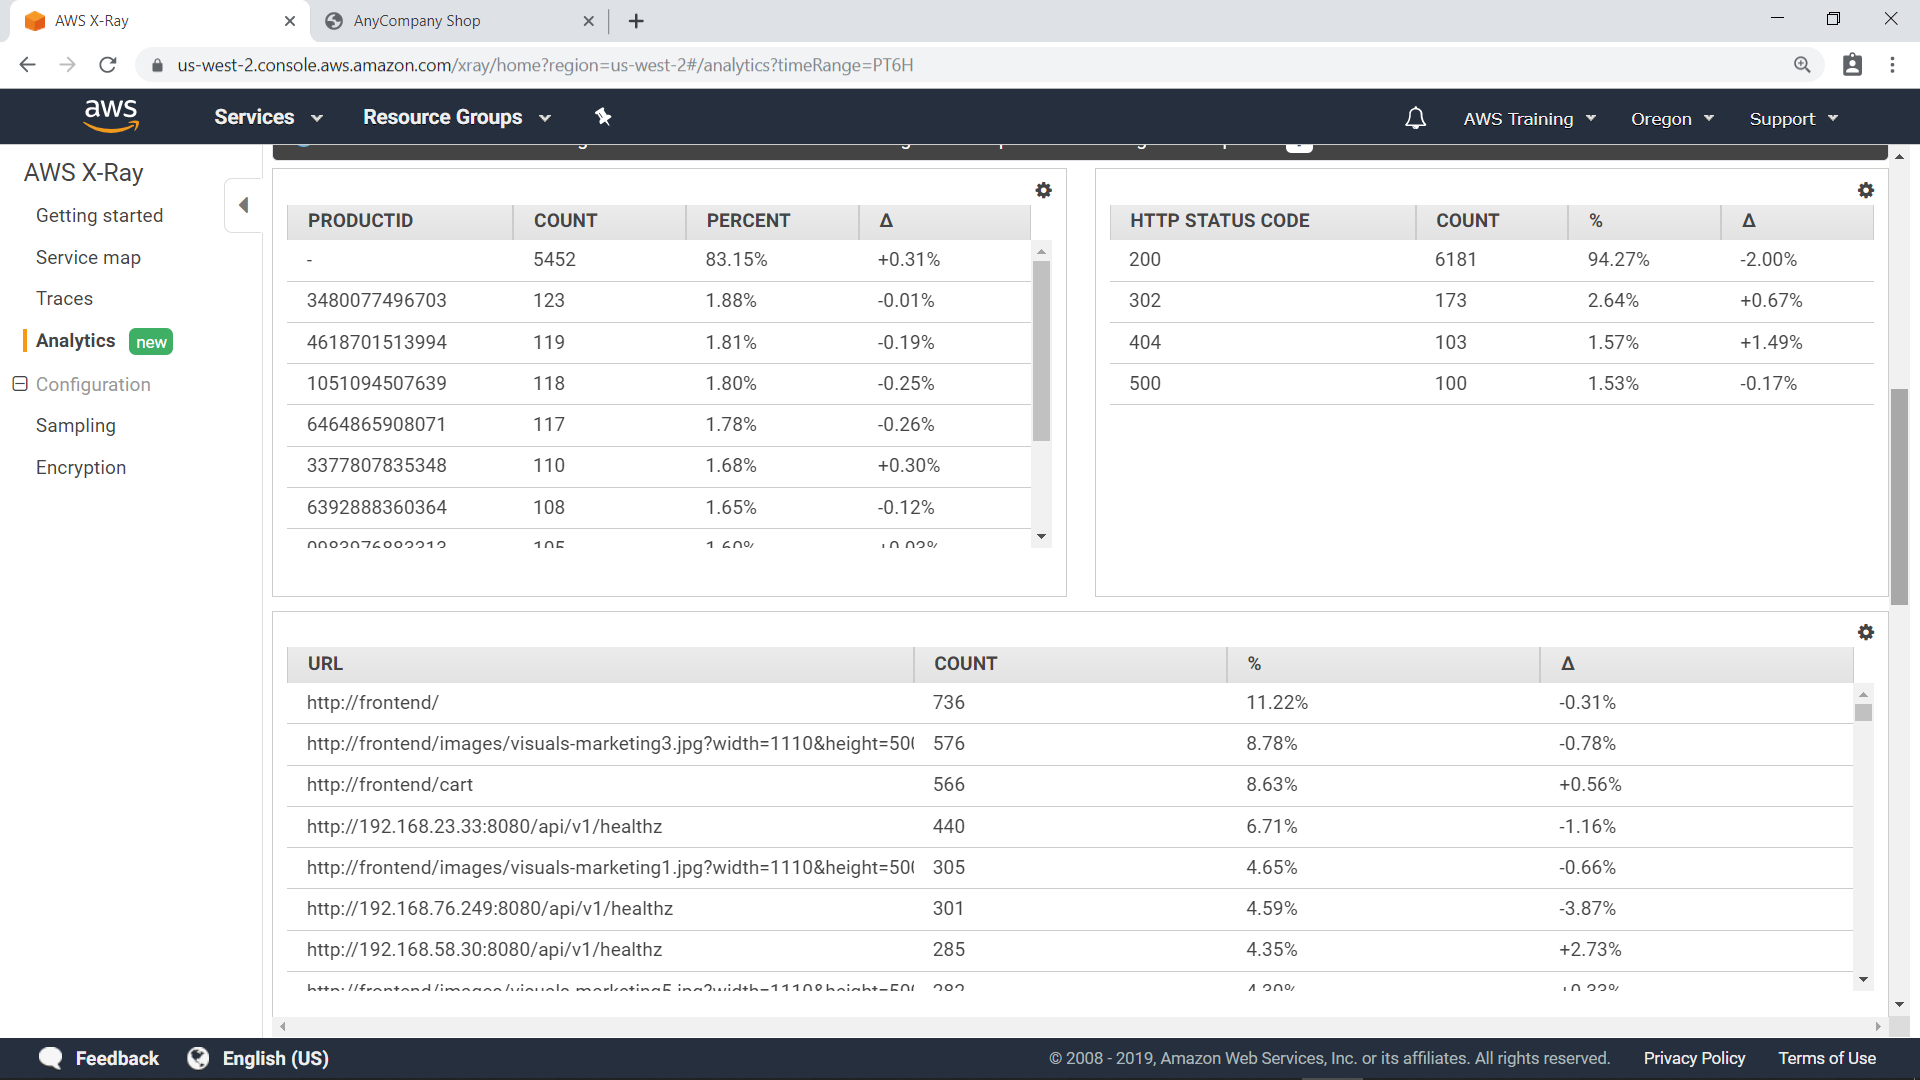 AWS X-Ray
AnyCompany Shop
us-west-2.console.aws.amazon.com/xray/home?region=us-west-2#/analytics?timeRange=PT6H
aws
Services
Resource Groups
AWS Training
Oregon
Support
AWS X-Ray
Getting started
Service map
Traces
Analytics new
Configuration
Sampling
Encryption
PRODUCTID COUNT PERCENT Δ
- 5452 83.15% +0.31%
3480077496703 123 1.88% -0.01%
4618701513994 119 1.81% -0.19%
1051094507639 118 1.80% -0.25%
6464865908071 117 1.78% -0.26%
3377807835348 110 1.68% +0.30%
6392888360364 108 1.65% -0.12%
HTTP STATUS CODE COUNT % Δ
200 6181 94.27% -2.00%
302 173 2.64% +0.67%
404 103 1.57% +1.49%
500 100 1.53% -0.17%
URL COUNT % Δ
http://frontend/ 736 11.22% -0.31%
http://frontend/images/visuals-marketing3.jpg?width=1110&height=500 576 8.78% -0.78%
http://frontend/cart 566 8.63% +0.56%
http://192.168.23.33:8080/api/v1/healthz 440 6.71% -1.16%
http://frontend/images/visuals-marketing1.jpg?width=1110&height=500 305 4.65% -0.66%
http://192.168.76.249:8080/api/v1/healthz 301 4.59% -3.87%
http://192.168.58.30:8080/api/v1/healthz 285 4.35% +2.73%
Feedback
English (US)
© 2008 - 2019, Amazon Web Services, Inc. or its affiliates. All rights reserved.
Privacy Policy
Terms of Use